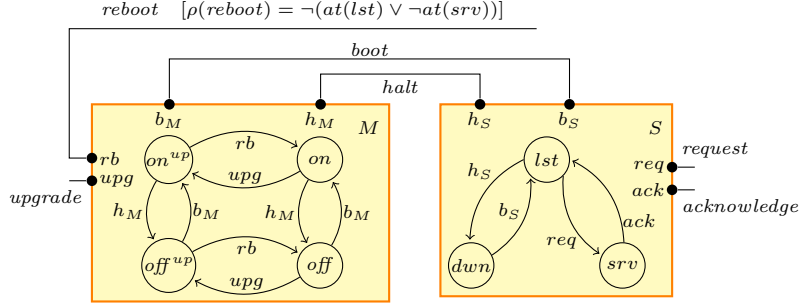 reboot [ρ(reboot) = ¬(at(lst) ∨ ¬at(srv))]
boot
halt
b_M h_M M
h_S b_S S
rb
upg
upgrade
on^up rb on
upg
h_M b_M h_M b_M
off^up rb off
upg
lst
h_S b_S
req ack
dwn srv
req request
ack acknowledge